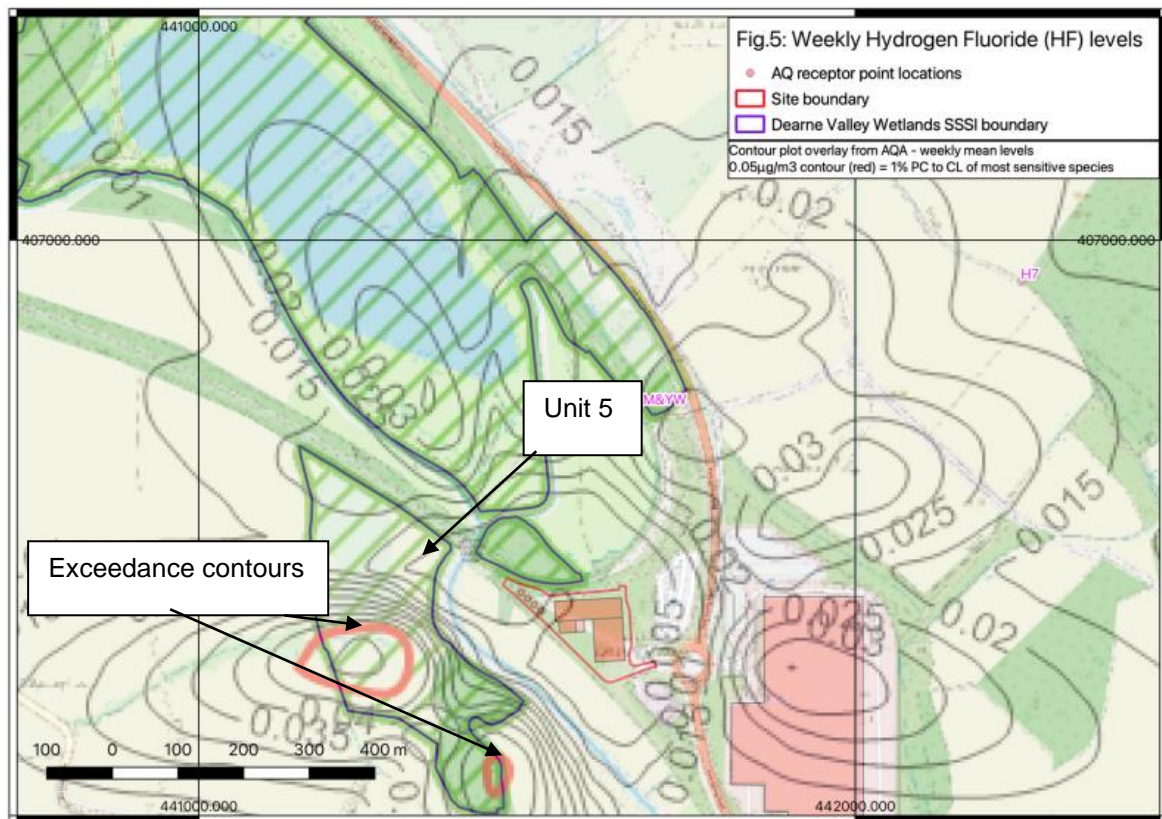 441000.000
Fig.5: Weekly Hydrogen Fluoride (HF) levels
AQ receptor point locations
Site boundary
Dearne Valley Wetlands SSSI boundary
Contour plot overlay from AQA - weekly mean levels
0.05µg/m3 contour (red) = 1% PC to CL of most sensitive species
0.015
0.01
0.02
407000.000
407000.000
H7
0.02
0.015
0.03
M&YW
Unit 5
0.03
0.025
0.015
Exceedance contours
0.025
0.03
0.02
0.035
100 0 100 200 300 400 m
441000.000
442000.000